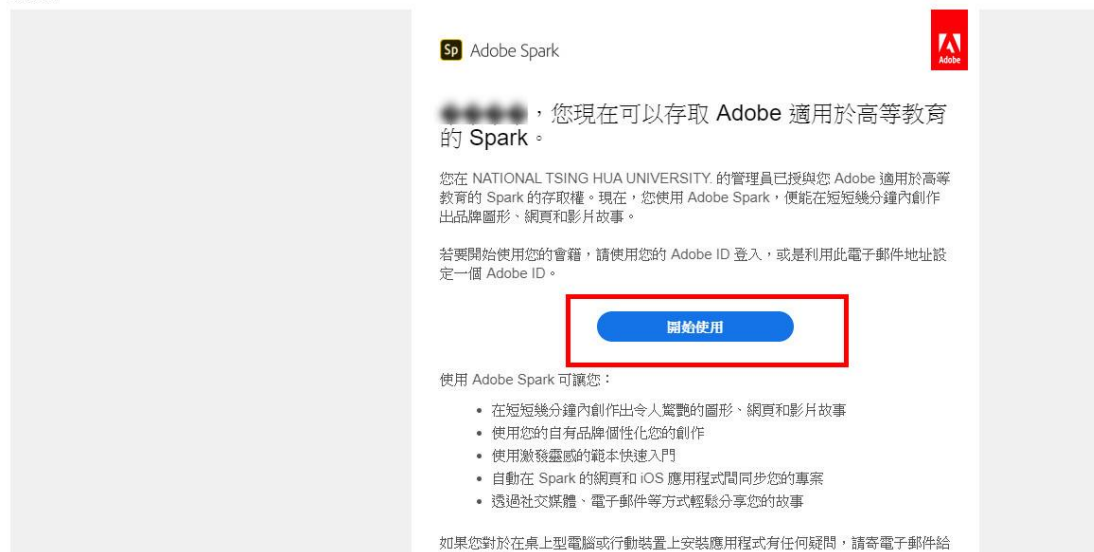 Sp Adobe Spark
Adobe
，您現在可以存取 Adobe 適用於高等教育
的 Spark。
您在 NATIONAL TSING HUA UNIVERSITY. 的管理員已授與您 Adobe 適用於高等
教育的 Spark 的存取權。現在，您使用 Adobe Spark，便能在短短幾分鐘內創作
出品牌圖形、網頁和影片故事。
若要開始使用您的會籍，請使用您的 Adobe ID 登入，或是利用此電子郵件地址設
定一個 Adobe ID。
開始使用
使用 Adobe Spark 可讓您：
• 在短短幾分鐘內創作出令人驚艷的圖形、網頁和影片故事
• 使用您的自有品牌個性化您的創作
• 使用激發靈感的範本快速入門
• 自動在 Spark 的網頁和 iOS 應用程式間同步您的專案
• 透過社交媒體、電子郵件等方式輕鬆分享您的故事
如果您對於在桌上型電腦或行動裝置上安裝應用程式有任何疑問，請寄電子郵件給